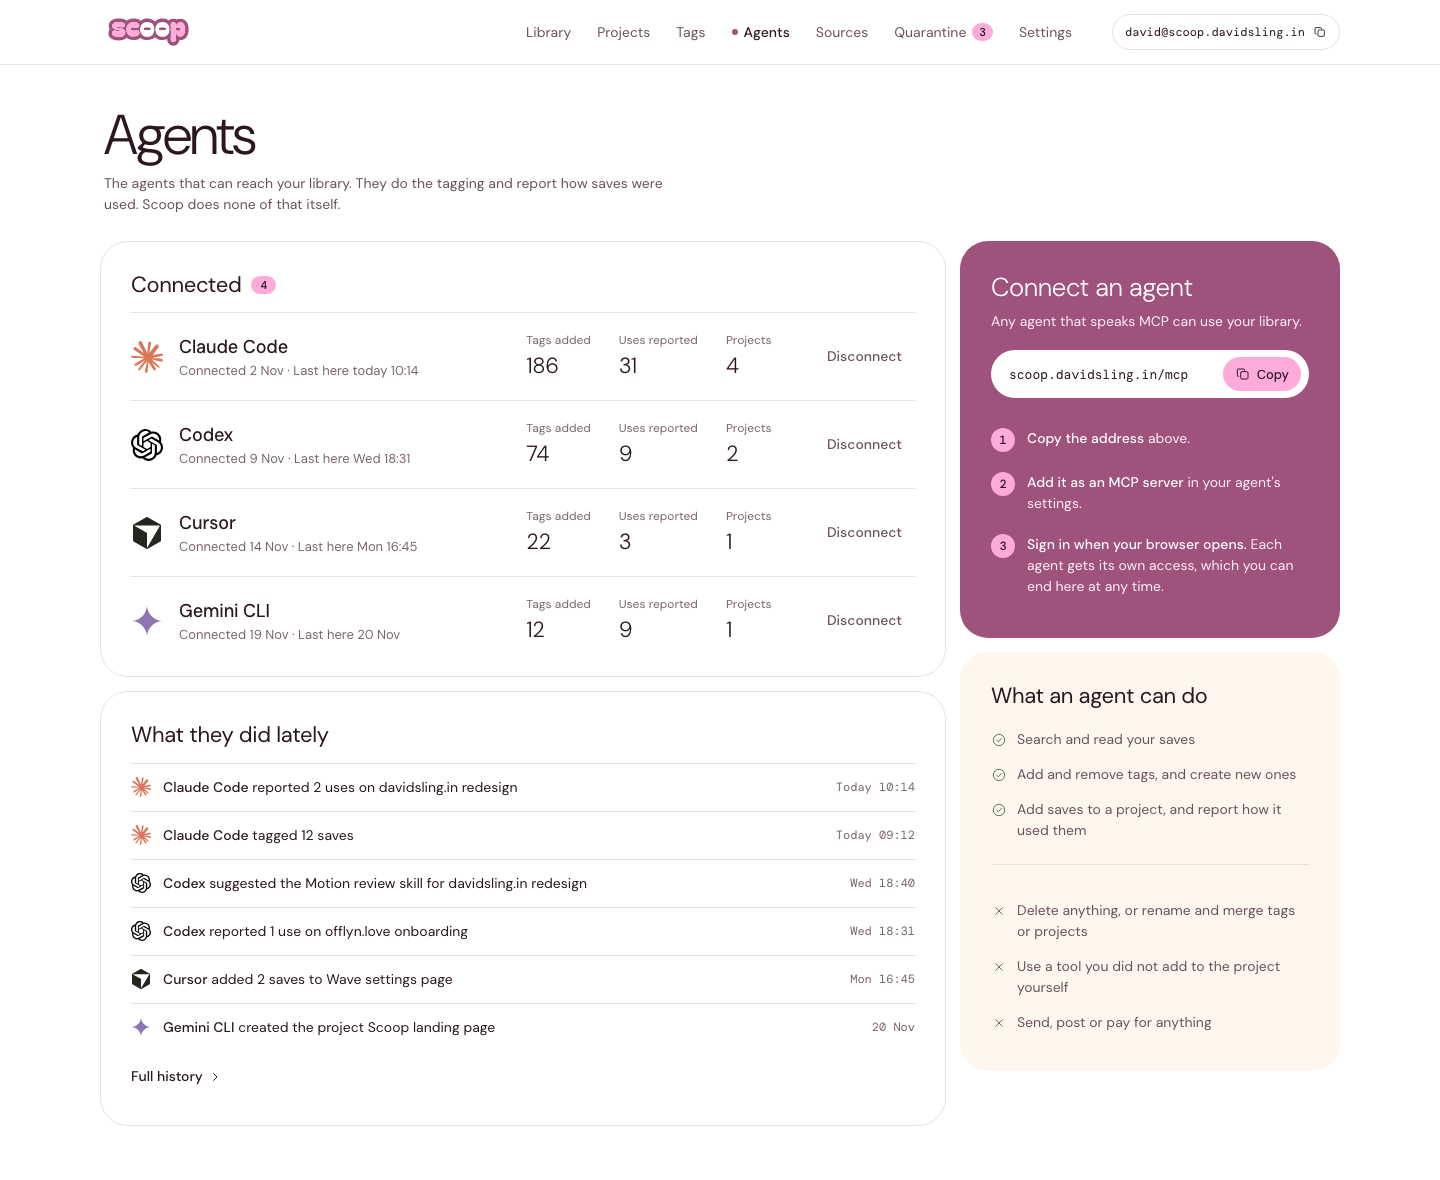 scoop
Library
Projects
Tags
Agents
Sources
Quarantine 3
Settings
david@scoop.davidsling.in
Agents
The agents that can reach your library. They do the tagging and report how saves were
used. Scoop does none of that itself.
Connected 4
Claude Code
Connected 2 Nov · Last here today 10:14
Tags added
186
Uses reported
31
Projects
4
Disconnect
Codex
Connected 9 Nov · Last here Wed 18:31
Tags added
74
Uses reported
9
Projects
2
Disconnect
Cursor
Connected 14 Nov · Last here Mon 16:45
Tags added
22
Uses reported
3
Projects
1
Disconnect
Gemini CLI
Connected 19 Nov · Last here 20 Nov
Tags added
12
Uses reported
9
Projects
1
Disconnect
What they did lately
Claude Code reported 2 uses on davidsling.in redesign
Today 10:14
Claude Code tagged 12 saves
Today 09:12
Codex suggested the Motion review skill for davidsling.in redesign
Wed 18:40
Codex reported 1 use on offlyn.love onboarding
Wed 18:31
Cursor added 2 saves to Wave settings page
Mon 16:45
Gemini CLI created the project Scoop landing page
20 Nov
Full history
Connect an agent
Any agent that speaks MCP can use your library.
scoop.davidsling.in/mcp
Copy
1 Copy the address above.
2 Add it as an MCP server in your agent's
settings.
3 Sign in when your browser opens. Each
agent gets its own access, which you can
end here at any time.
What an agent can do
Search and read your saves
Add and remove tags, and create new ones
Add saves to a project, and report how it
used them
Delete anything, or rename and merge tags
or projects
Use a tool you did not add to the project
yourself
Send, post or pay for anything